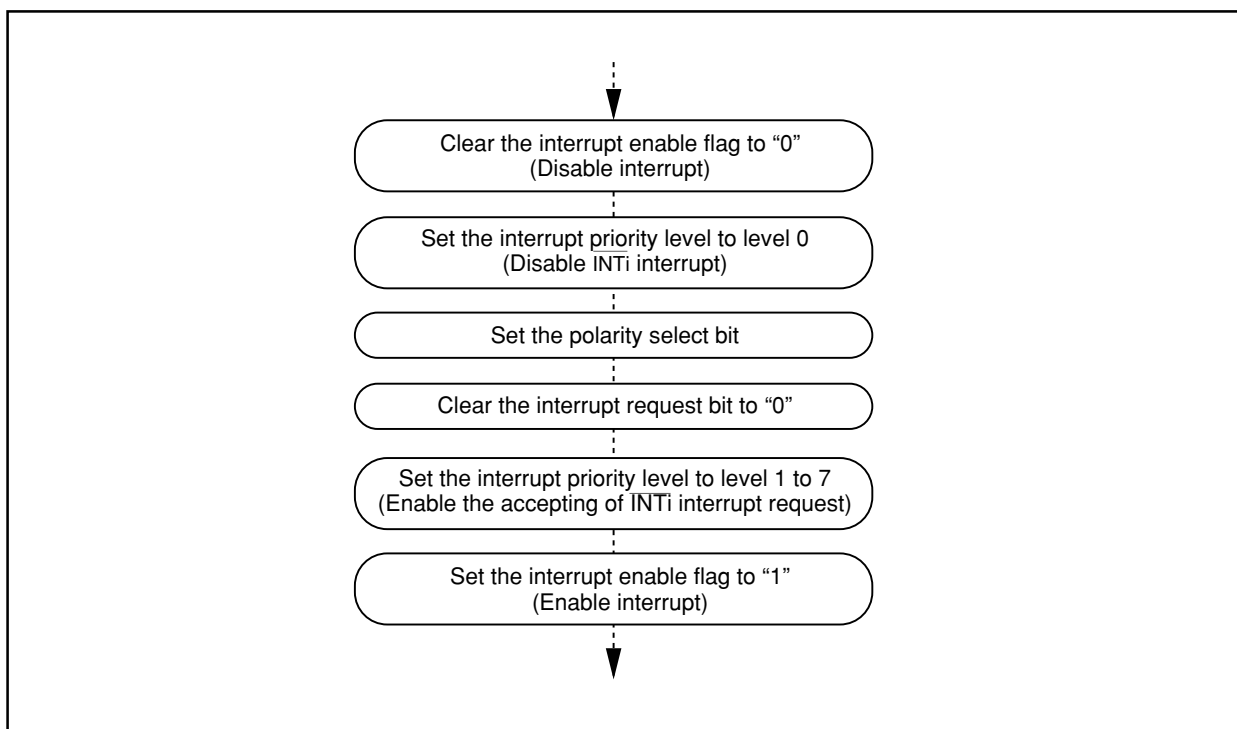 Clear the interrupt enable flag to “0”
(Disable interrupt)
Set the interrupt priority level to level 0
(Disable I̅N̅T̅i̅ interrupt)
Set the polarity select bit
Clear the interrupt request bit to “0”
Set the interrupt priority level to level 1 to 7
(Enable the accepting of I̅N̅T̅i̅ interrupt request)
Set the interrupt enable flag to “1”
(Enable interrupt)